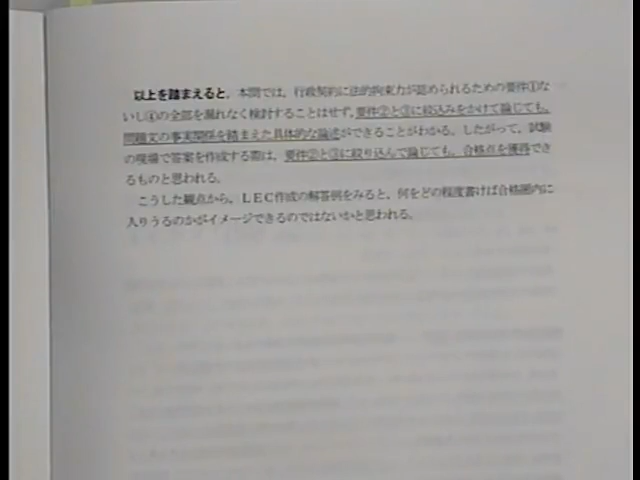 以上を踏まえると，本問では，行政契約に法的拘束力が認められるための要件①な
いし④の全部を漏れなく検討することはせず，要件②と③に絞込みをかけて論じても，
問題文の事実関係を踏まえた具体的な論述ができることがわかる。したがって，試験
の現場で答案を作成する際は，要件②と③に絞り込んで論じても，合格点を獲得でき
るものと思われる。
こうした観点から，ＬＥＣ作成の解答例をみると，何をどの程度書けば合格圏内に
入りうるのかがイメージできるのではないかと思われる。